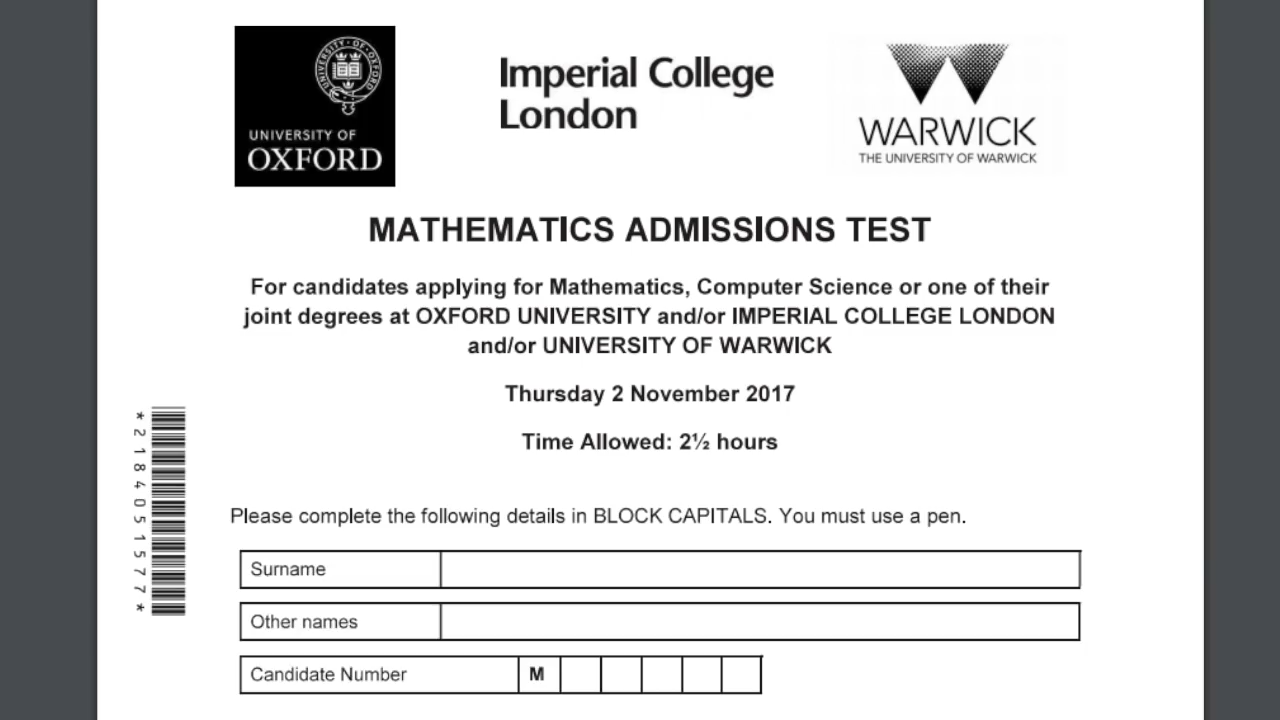 UNIVERSITY OF OXFORD
UNIVERSITY OF
OXFORD
Imperial College
London
WARWICK
THE UNIVERSITY OF WARWICK
MATHEMATICS ADMISSIONS TEST
For candidates applying for Mathematics, Computer Science or one of their
joint degrees at OXFORD UNIVERSITY and/or IMPERIAL COLLEGE LONDON
and/or UNIVERSITY OF WARWICK
Thursday 2 November 2017
Time Allowed: 2½ hours
*2184051577*
Please complete the following details in BLOCK CAPITALS. You must use a pen.
Surname
Other names
Candidate Number M